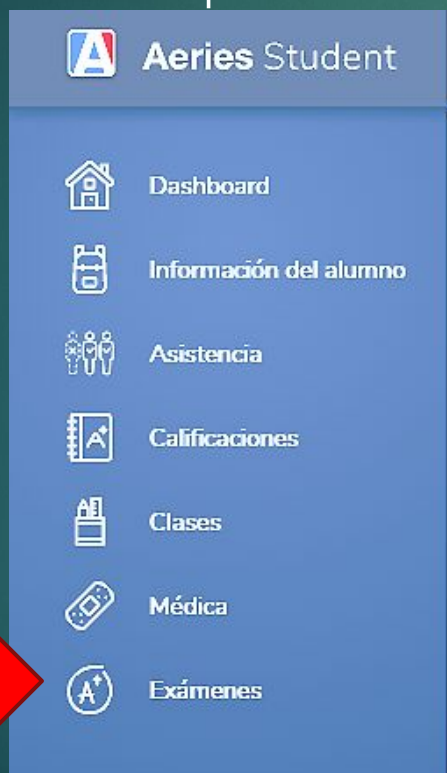 Aeries Student
Dashboard
Información del alumno
Asistencia
Calificaciones
Clases
Médica
Exámenes